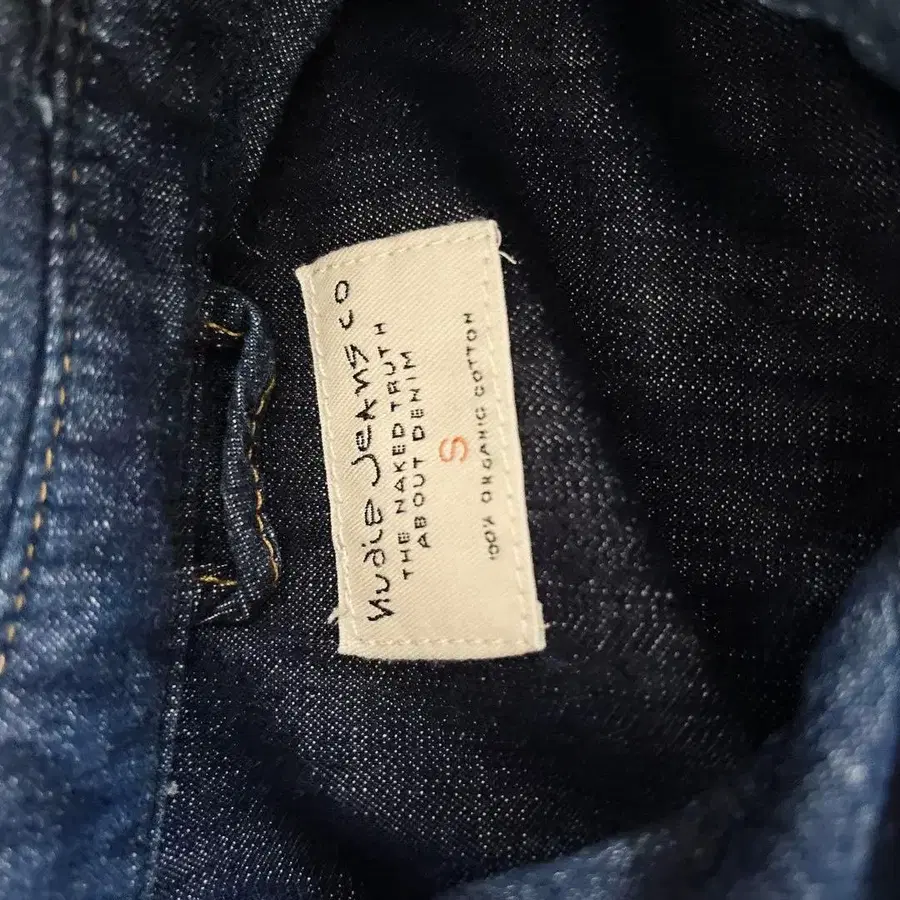 Nudie Jeans co
THE NAKED TRUTH
ABOUT DENIM
S
100% ORGANIC COTTON